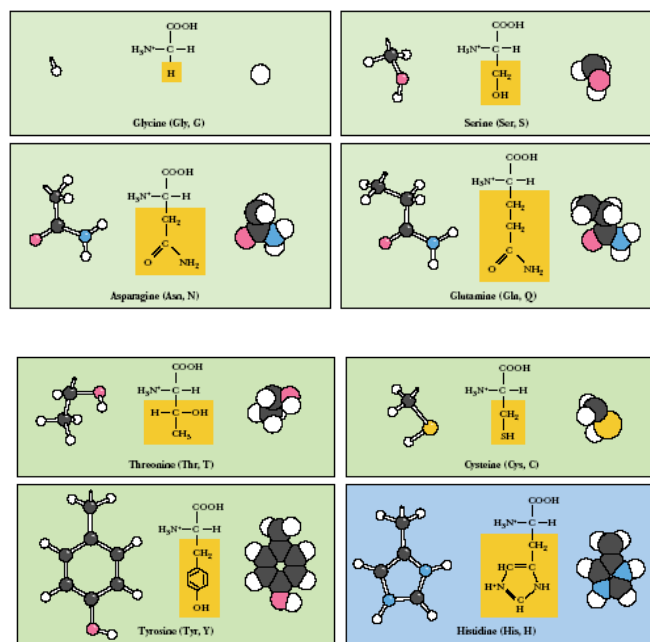 COOH
H₃N⁺—C—H
H
Glycine (Gly, G)
COOH
H₃N⁺—C—H
CH₂
OH
Serine (Ser, S)
COOH
H₃N⁺—C—H
CH₂
C
O NH₂
Asparagine (Asn, N)
COOH
H₃N⁺—C—H
CH₂
CH₂
C
O NH₂
Glutamine (Gln, Q)
COOH
H₃N⁺—C—H
H—C—OH
CH₃
Threonine (Thr, T)
COOH
H₃N⁺—C—H
CH₂
SH
Cysteine (Cys, C)
COOH
H₃N⁺—C—H
CH₂
OH
Tyrosine (Tyr, Y)
COOH
H₃N⁺—C—H
CH₂
HC=C
H⁺N NH
C
H
Histidine (His, H)